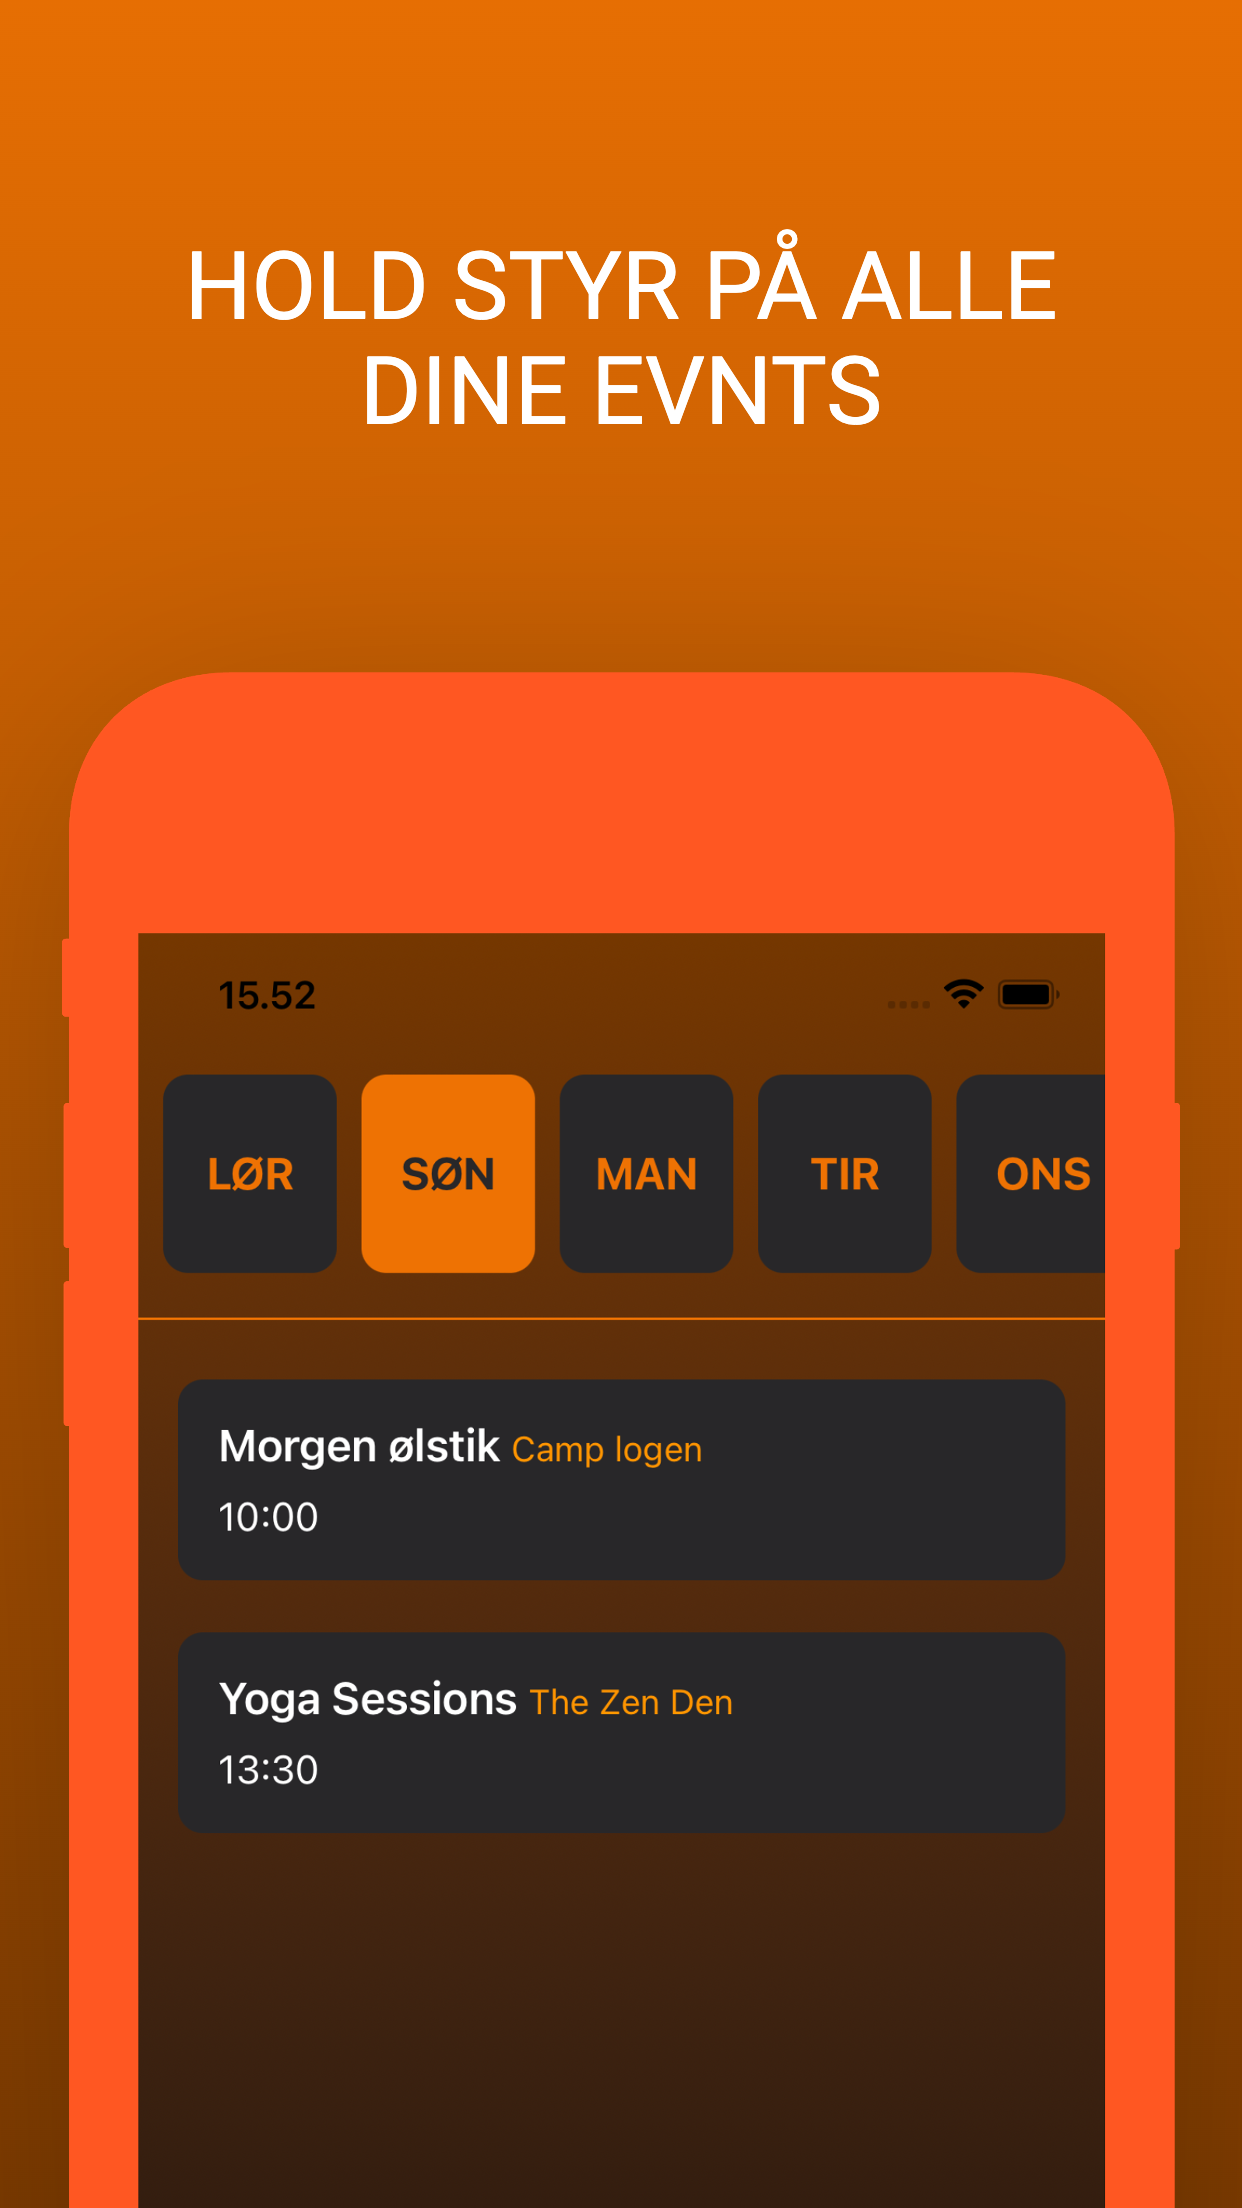 HOLD STYR PÅ ALLE
DINE EVNTS
15.52
LØR SØN MAN TIR ONS
Morgen ølstik Camp logen
10:00
Yoga Sessions The Zen Den
13:30